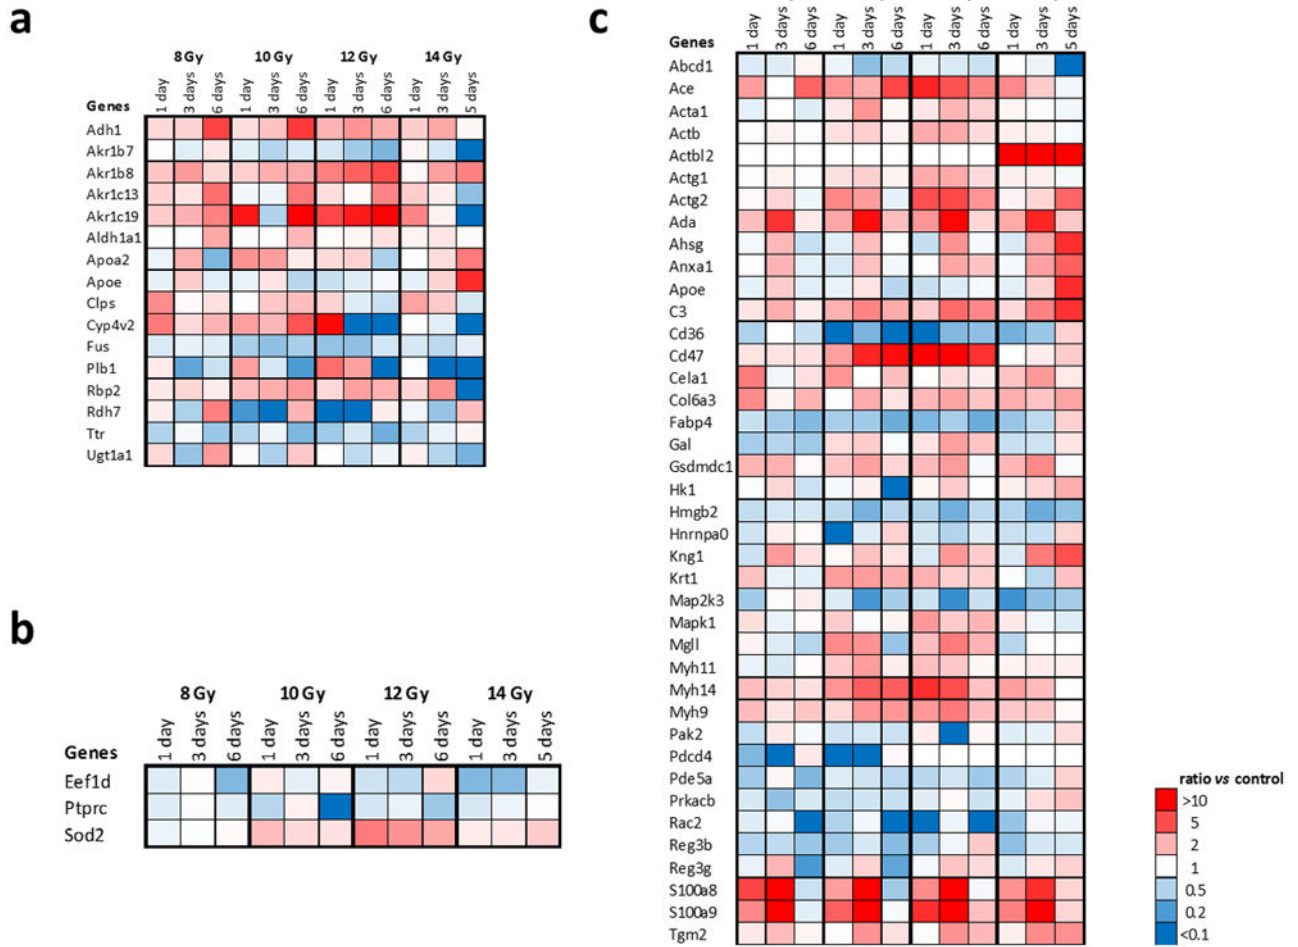 a
8 Gy 10 Gy 12 Gy 14 Gy
Genes 1 day 3 days 6 days 1 day 3 days 6 days 1 day 3 days 6 days 1 day 3 days 5 days
Adh1
Akr1b7
Akr1b8
Akr1c13
Akr1c19
Aldh1a1
Apoa2
Apoe
Clps
Cyp4v2
Fus
Plb1
Rbp2
Rdh7
Ttr
Ugt1a1
b
8 Gy 10 Gy 12 Gy 14 Gy
Genes 1 day 3 days 6 days 1 day 3 days 6 days 1 day 3 days 6 days 1 day 3 days 5 days
Eef1d
Ptprc
Sod2
c
Genes 1 day 3 days 6 days 1 day 3 days 6 days 1 day 3 days 6 days 1 day 3 days 5 days
Abcd1
Ace
Acta1
Actb
Actbl2
Actg1
Actg2
Ada
Ahsg
Anxa1
Apoe
C3
Cd36
Cd47
Cela1
Col6a3
Fabp4
Gal
Gsdmdc1
Hk1
Hmgb2
Hnrnpa0
Kng1
Krt1
Map2k3
Mapk1
Mgll
Myh11
Myh14
Myh9
Pak2
Pdcd4
Pde5a
Prkacb
Rac2
Reg3b
Reg3g
S100a8
S100a9
Tgm2
ratio vs control
>10
5
2
1
0.5
0.2
<0.1